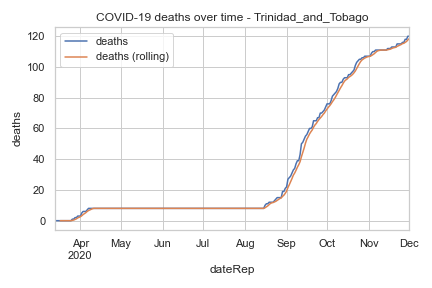 COVID-19 deaths over time - Trinidad_and_Tobago
deaths
deaths (rolling)
120
100
80
60
40
20
0
deaths
Apr May Jun Jul Aug Sep Oct Nov Dec
2020
dateRep